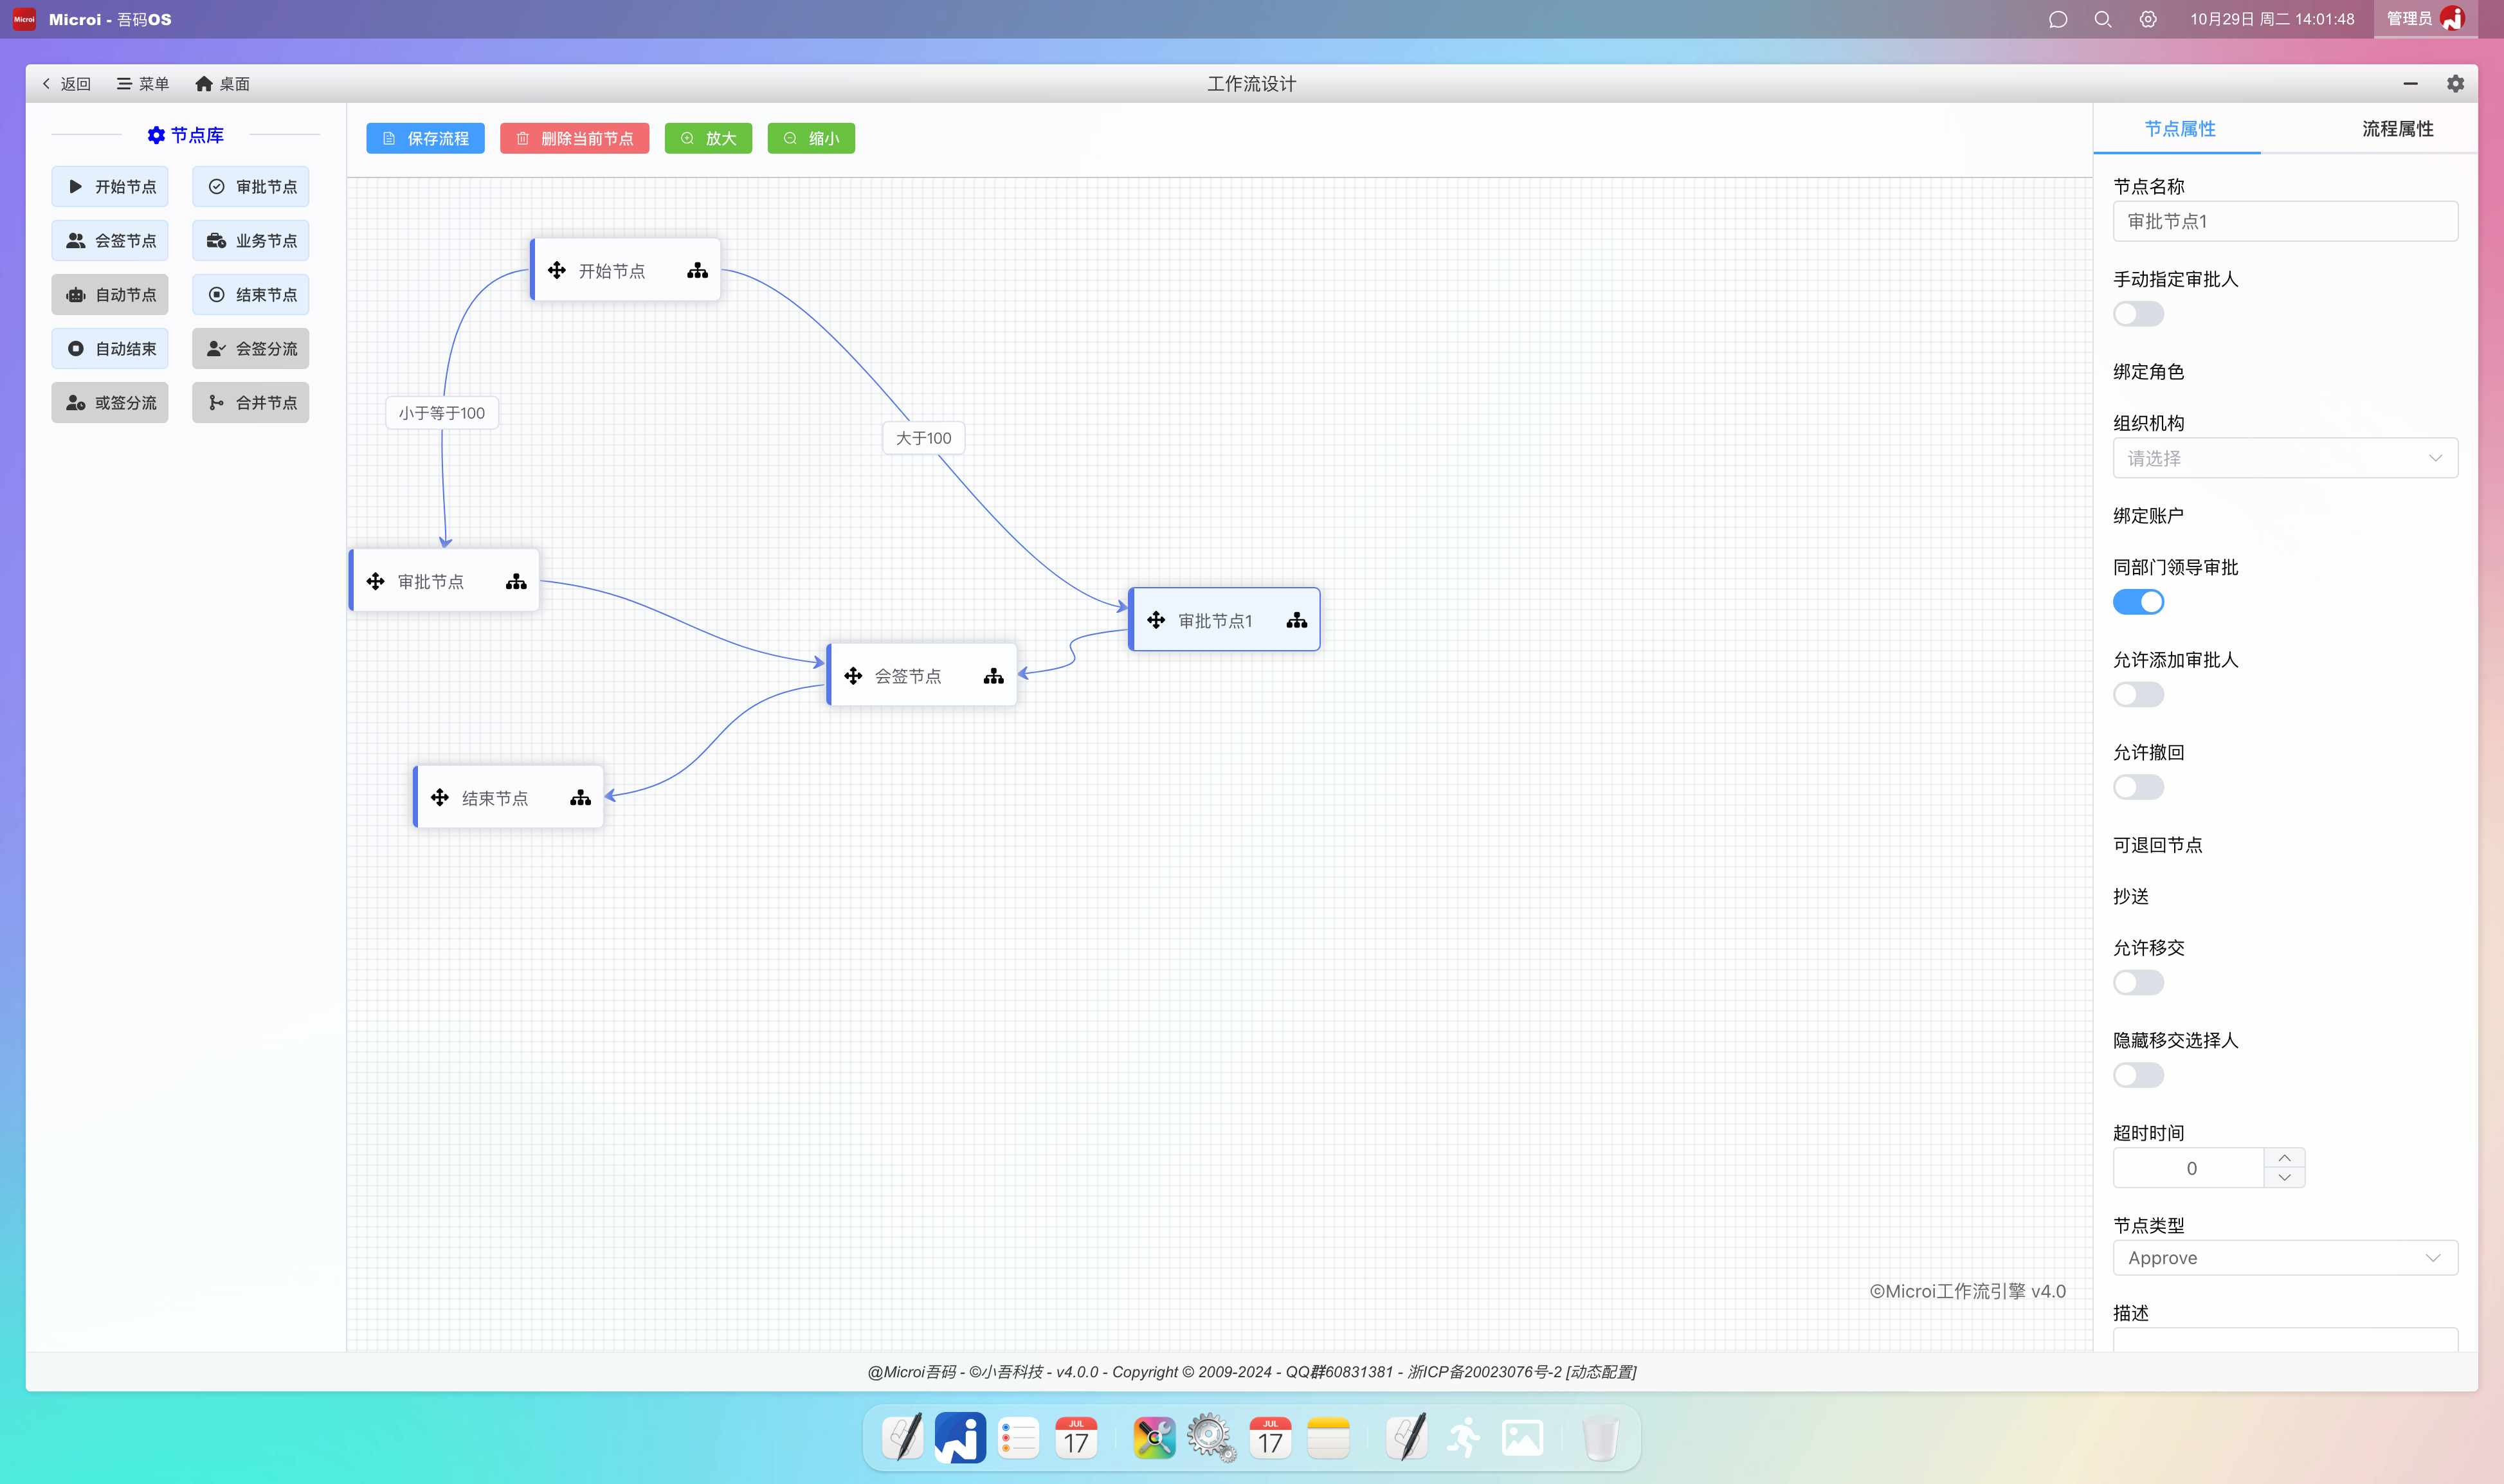 Microi
Microi - 吾码OS
10月29日 周二 14:01:48
管理员
返回
菜单
桌面
工作流设计
节点库
开始节点
审批节点
会签节点
业务节点
自动节点
结束节点
自动结束
会签分流
或签分流
合并节点
保存流程
删除当前节点
放大
缩小
开始节点
小于等于100
大于100
审批节点
审批节点1
会签节点
结束节点
©Microi工作流引擎 v4.0
节点属性
流程属性
节点名称
审批节点1
手动指定审批人
绑定角色
组织机构
请选择
绑定账户
同部门领导审批
允许添加审批人
允许撤回
可退回节点
抄送
允许移交
隐藏移交选择人
超时时间
0
节点类型
Approve
描述
@Microi吾码 - ©小吾科技 - v4.0.0 - Copyright © 2009-2024 - QQ群60831381 - 浙ICP备20023076号-2 [动态配置]
JUL
17
JUL
17